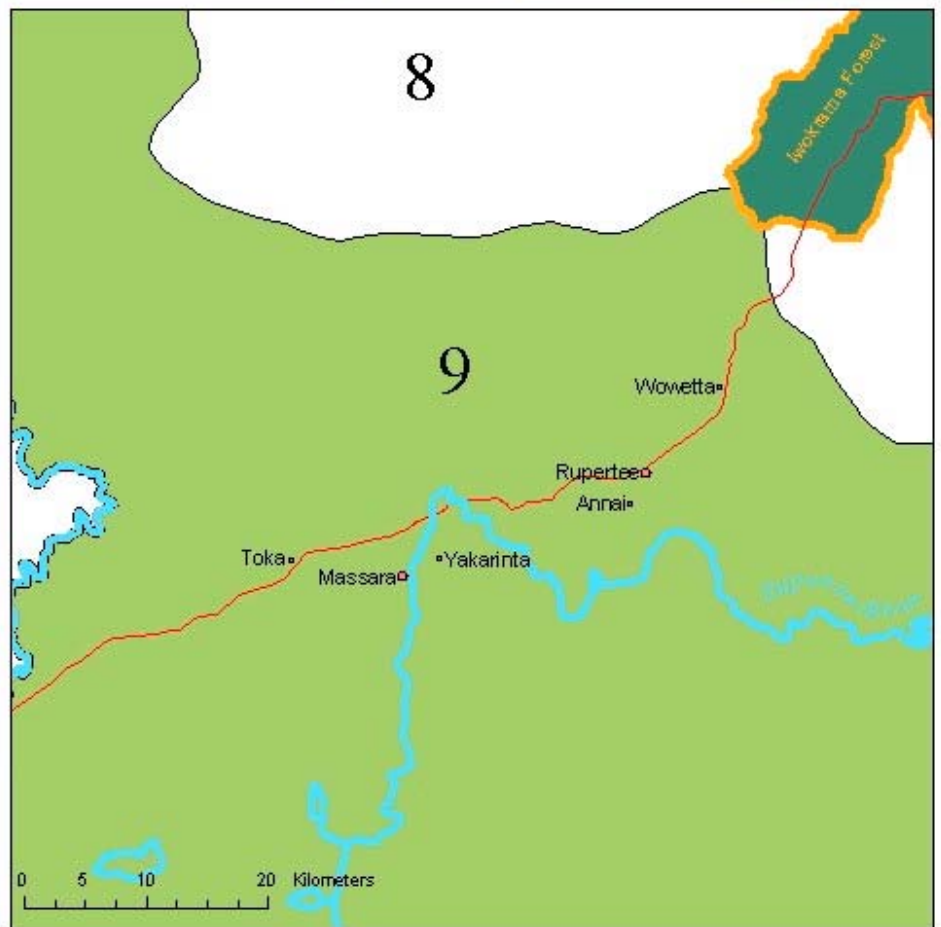 8
Iwokrama Forest
9
Wowetta
Rupertee
Annai
Toka
Yakarinta
Massara
0 5 10 20 Kilometers